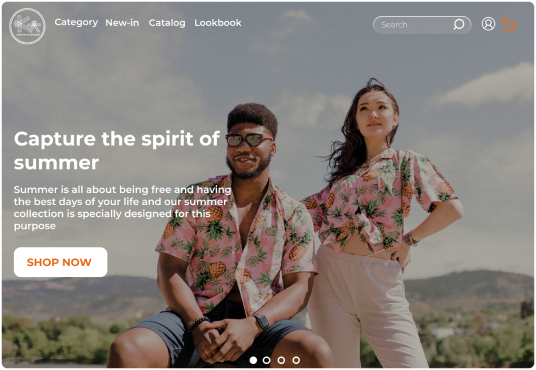 Category New-in Catalog Lookbook Search
Capture the spirit of
summer
Summer is all about being free and having
the best days of your life and our summer
collection is specially designed for this
purpose
SHOP NOW